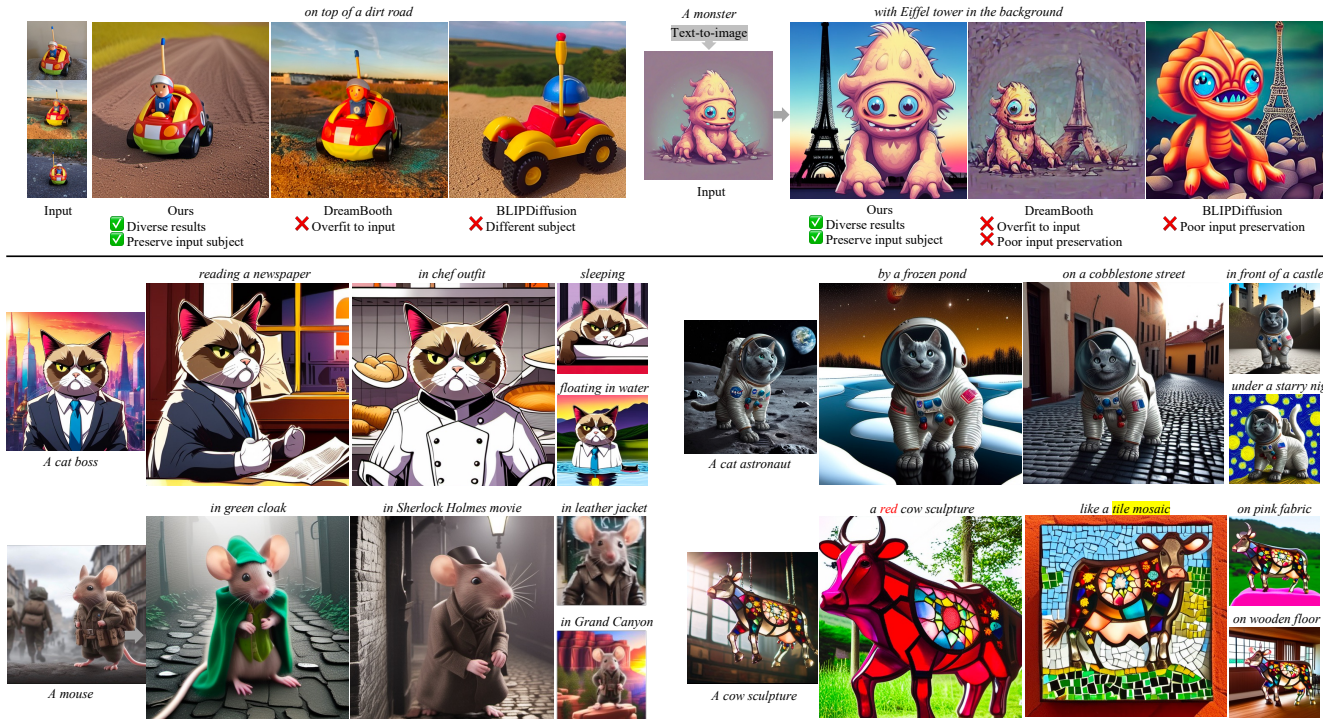 on top of a dirt road
Input
Ours
✅ Diverse results
✅ Preserve input subject
DreamBooth
❌ Overfit to input
BLIPDiffusion
❌ Different subject
A monster
Text-to-image
Input
with Eiffel tower in the background
Ours
✅ Diverse results
✅ Preserve input subject
DreamBooth
❌ Overfit to input
❌ Poor input preservation
BLIPDiffusion
❌ Poor input preservation
A cat boss
reading a newspaper
in chef outfit
sleeping
floating in water
A cat astronaut
by a frozen pond
on a cobblestone street
in front of a castle
under a starry nig
A mouse
in green cloak
in Sherlock Holmes movie
in leather jacket
in Grand Canyon
A cow sculpture
a red cow sculpture
like a tile mosaic
on pink fabric
on wooden floor